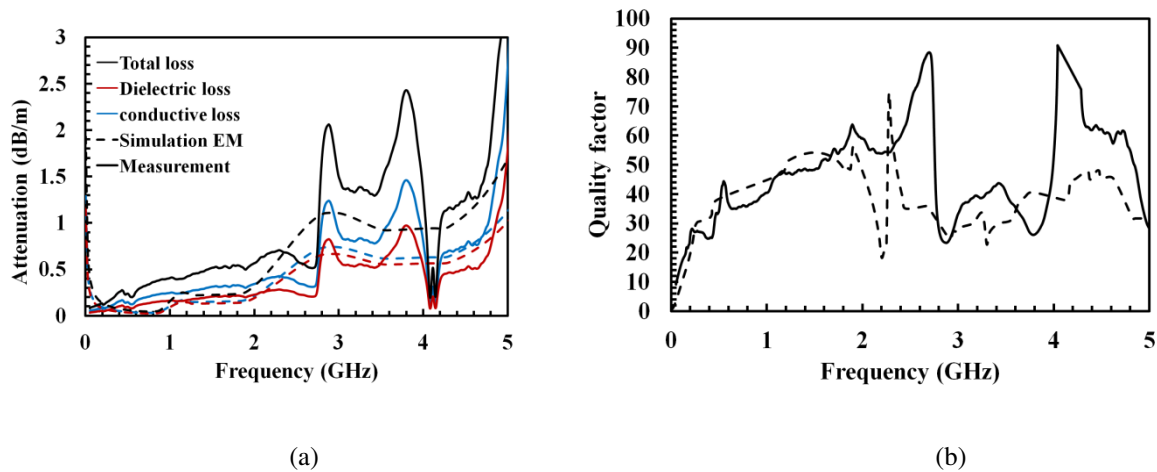 3
2.5
2
1.5
1
0.5
0
Attenuation (dB/m)
Total loss
Dielectric loss
conductive loss
Simulation EM
Measurement
0 1 2 3 4 5
Frequency (GHz)
(a)
100
90
80
70
60
50
40
30
20
10
0
Quality factor
0 1 2 3 4 5
Frequency (GHz)
(b)